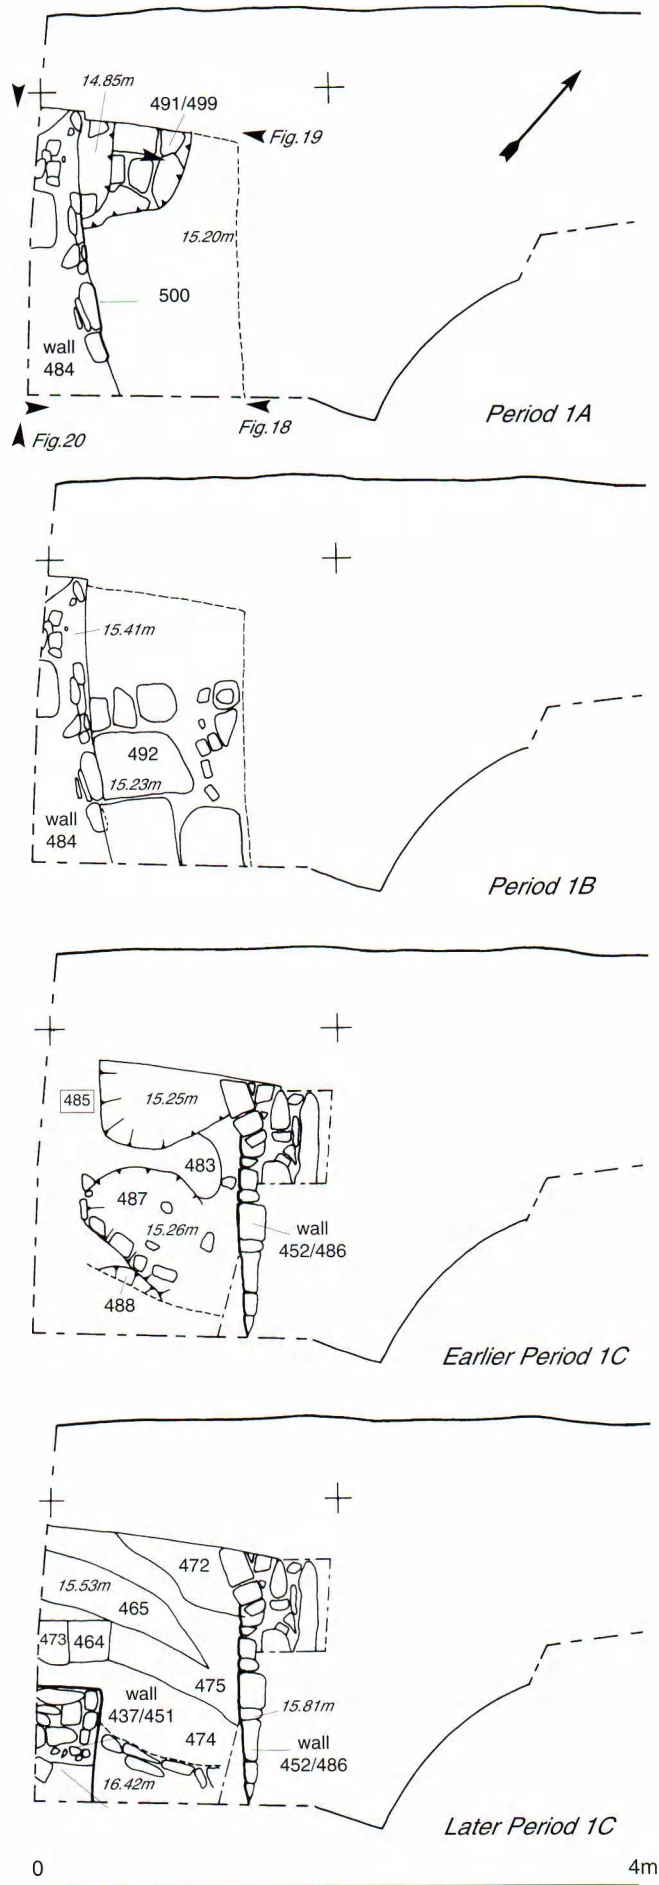 14.85m
491/499
Fig.19
15.20m
500
wall
484
Fig.20
Fig.18
Period 1A
15.41m
492
15.23m
wall
484
Period 1B
485
15.25m
483
487
15.26m
wall
452/486
488
Earlier Period 1C
472
15.53m
465
473
464
475
wall
437/451
15.81m
474
wall
452/486
16.42m
Later Period 1C
0
4m